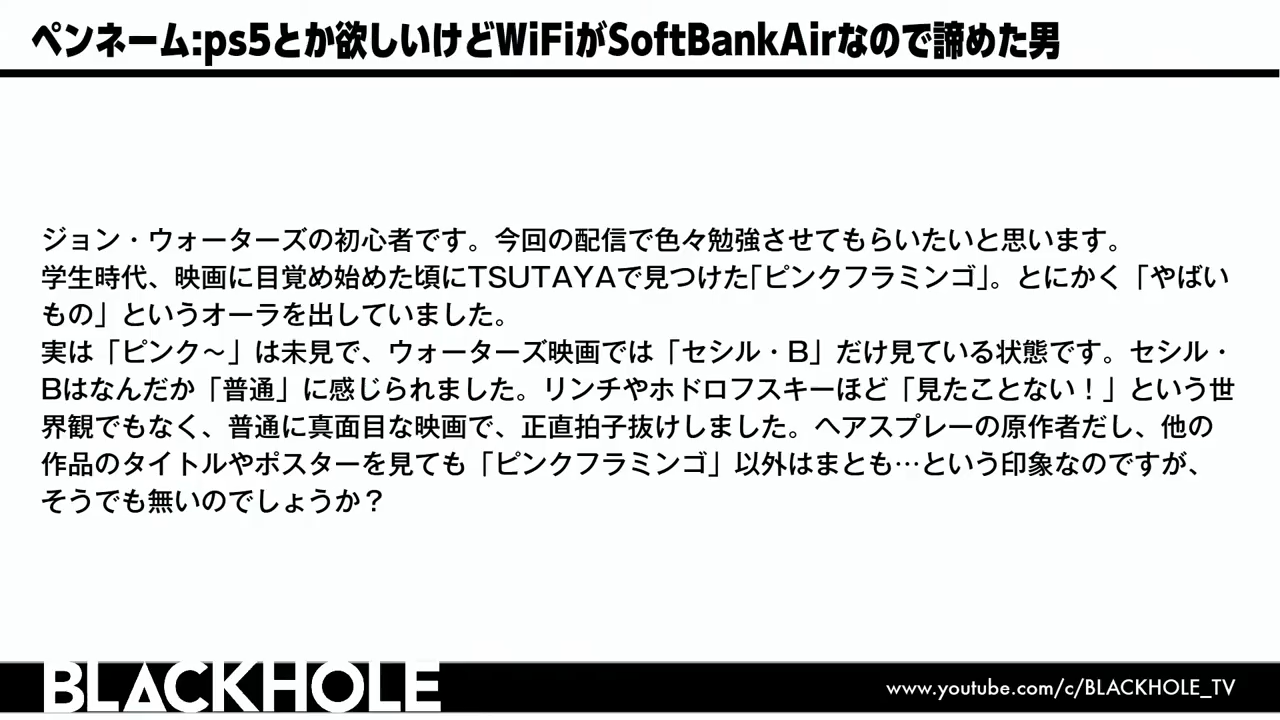 ペンネーム:ps5とか欲しいけどWiFiがSoftBankAirなので諦めた男
ジョン・ウォーターズの初心者です。今回の配信で色々勉強させてもらいたいと思います。
学生時代、映画に目覚め始めた頃にTSUTAYAで見つけた「ピンクフラミンゴ」。とにかく「やばい
もの」というオーラを出していました。
実は「ピンク～」は未見で、ウォーターズ映画では「セシル・B」だけ見ている状態です。セシル・
Bはなんだか「普通」に感じられました。リンチやホドロフスキーほど「見たことない！」という世
界観でもなく、普通に真面目な映画で、正直拍子抜けしました。ヘアスプレーの原作者だし、他の
作品のタイトルやポスターを見ても「ピンクフラミンゴ」以外はまとも…という印象なのですが、
そうでも無いのでしょうか？
BLACKHOLE
www.youtube.com/c/BLACKHOLE_TV